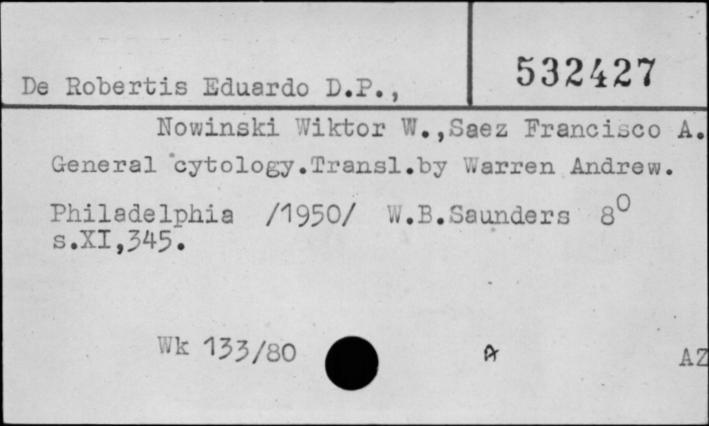 532427
De Robertis Eduardo D.P.,
Nowinski Wiktor W.,Saez Francisco A.
General cytology.Transl.by Warren Andrew.
Philadelphia /1950/ W.B.Saunders 8⁰
s.XI,345.
Wk 133/80 A AZ